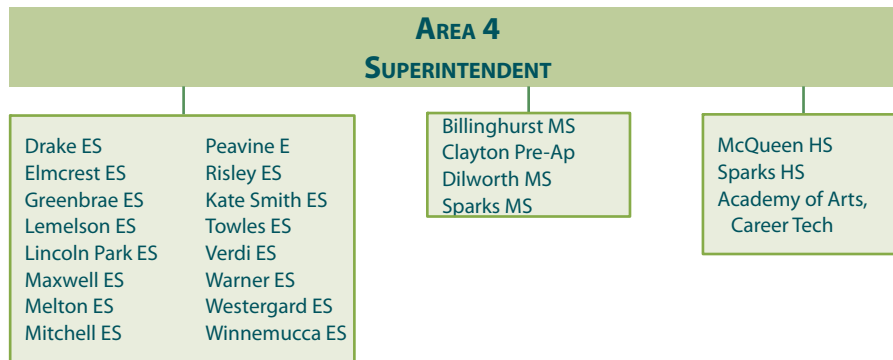 AREA 4
SUPERINTENDENT
Drake ES
Elmcrest ES
Greenbrae ES
Lemelson ES
Lincoln Park ES
Maxwell ES
Melton ES
Mitchell ES
Peavine E
Risley ES
Kate Smith ES
Towles ES
Verdi ES
Warner ES
Westergard ES
Winnemucca ES
Billinghurst MS
Clayton Pre-Ap
Dilworth MS
Sparks MS
McQueen HS
Sparks HS
Academy of Arts,
Career Tech